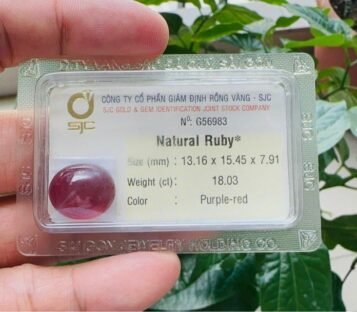 SJC
CÔNG TY CỔ PHẦN GIÁM ĐỊNH RỒNG VÀNG - SJC
SJC GOLD & GEM IDENTIFICATION JOINT STOCK COMPANY
Nº: G56983
Natural Ruby*
Size (mm) : 13.16 x 15.45 x 7.91
Weight (ct) : 18.03
Color : Purple-red
SAIGON JEWELRY HOLDING CO.